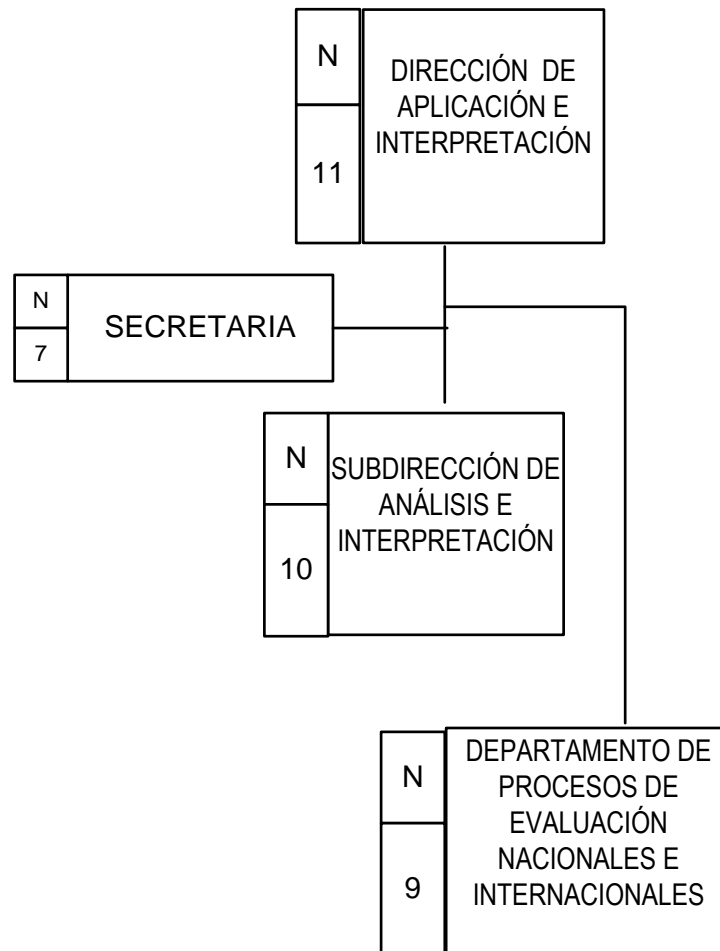 N
11
DIRECCIÓN DE
APLICACIÓN E
INTERPRETACIÓN
N
7
SECRETARIA
N
10
SUBDIRECCIÓN DE
ANÁLISIS E
INTERPRETACIÓN
N
9
DEPARTAMENTO DE
PROCESOS DE
EVALUACIÓN
NACIONALES E
INTERNACIONALES